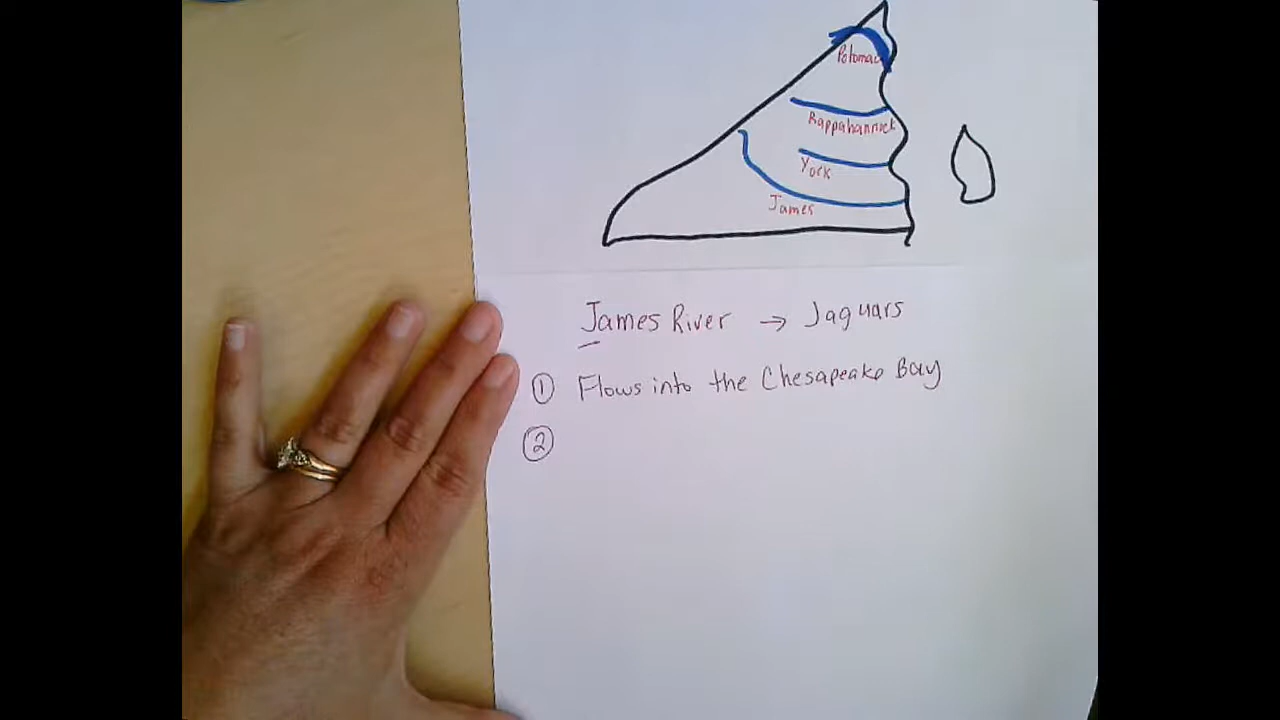 Potomac
Rappahannock
York
James
James River → Jaguars
① Flows into the Chesapeake Bay
②